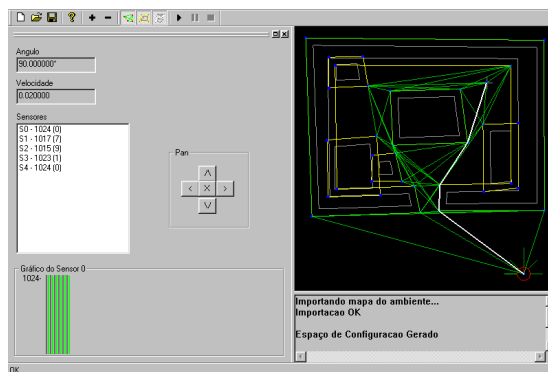 Angulo
90.000000°
Velocidade
0.020000
Sensores
S0 - 1024 (0)
S1 - 1017 (7)
S2 - 1015 (9)
S3 - 1023 (1)
S4 - 1024 (0)
Pan
Gráfico do Sensor 0
1024-
Importando mapa do ambiente...
Importacao OK
Espaço de Configuracao Gerado
OK